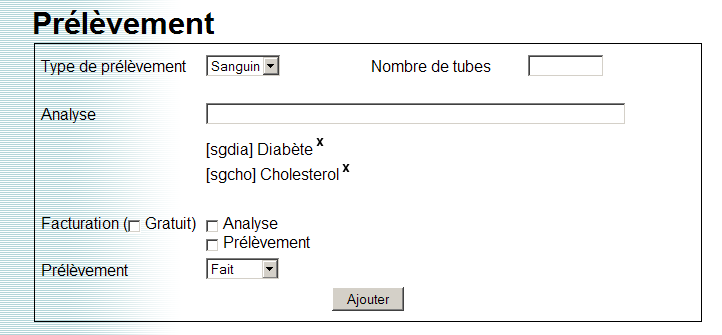 Prélèvement
Type de prélèvement Sanguin Nombre de tubes
Analyse
[sgdia] Diabète x
[sgcho] Cholesterol x
Facturation ( Gratuit) Analyse
Prélèvement
Prélèvement Fait
Ajouter